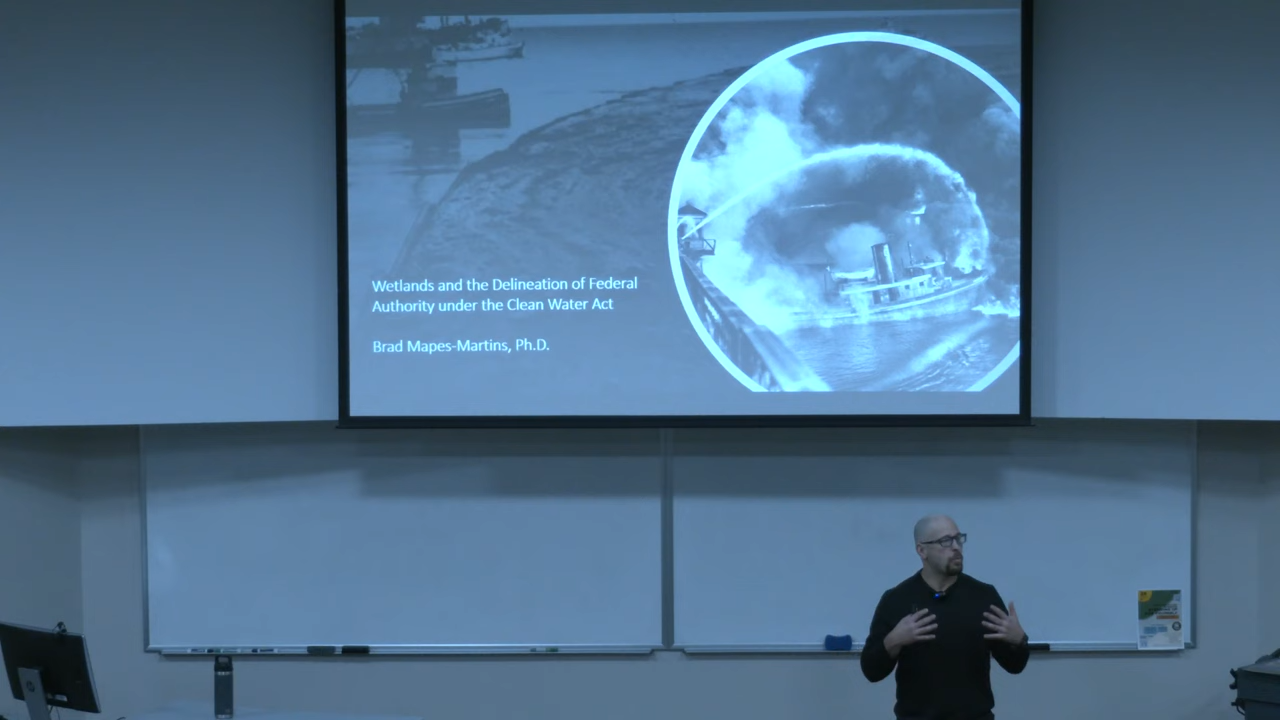 Wetlands and the Delineation of Federal
Authority under the Clean Water Act
Brad Mapes-Martins, Ph.D.